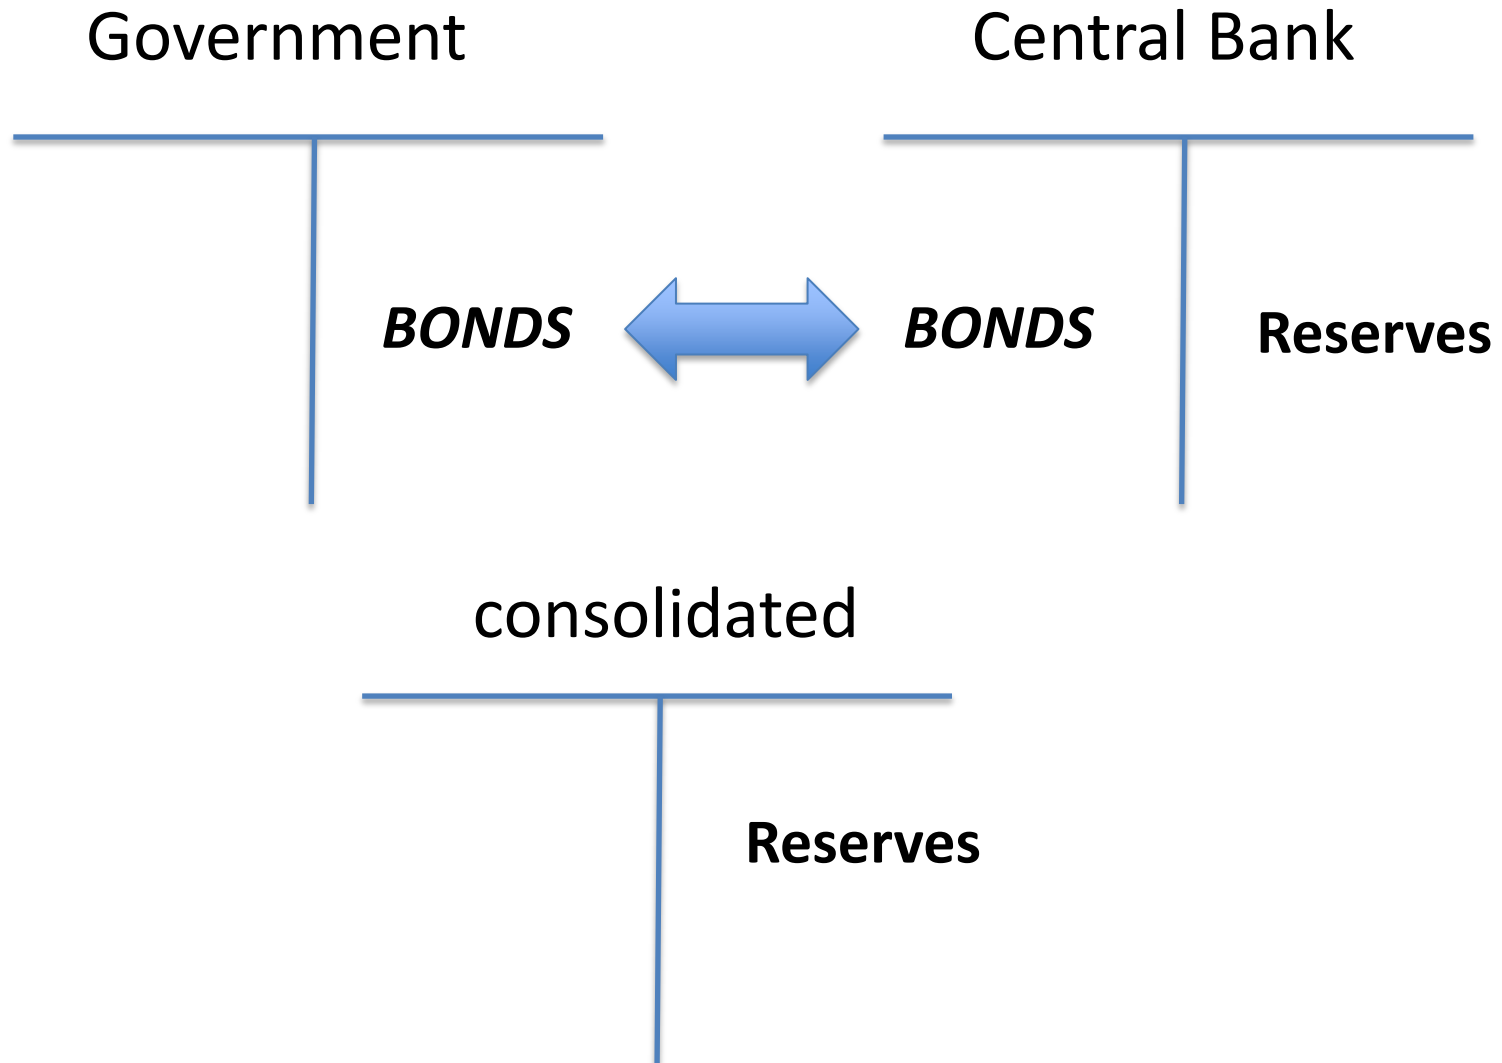 Government
Central Bank
BONDS
BONDS
Reserves
consolidated
Reserves